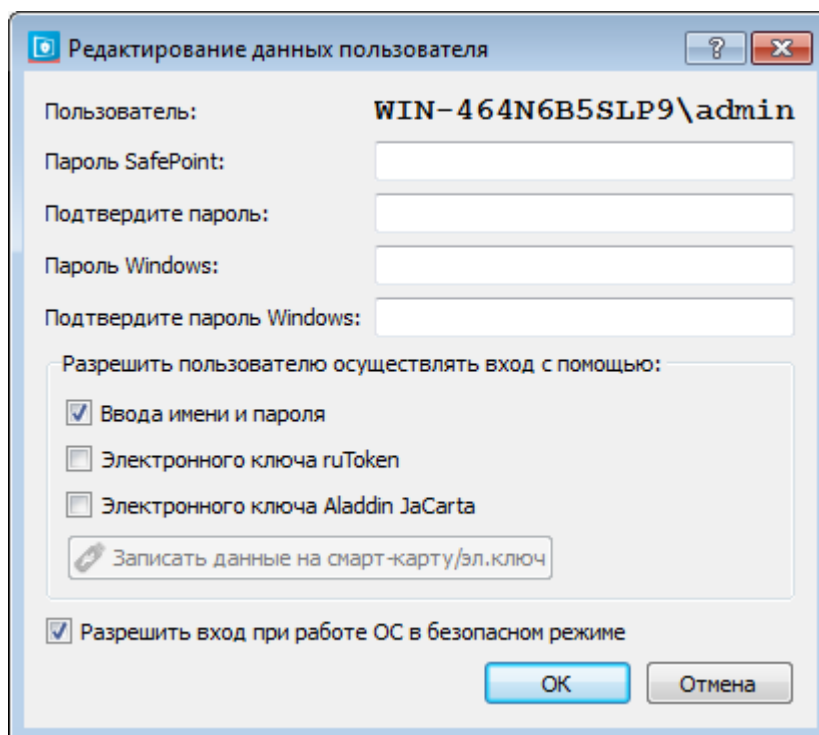 Редактирование данных пользователя
Пользователь: WIN-464N6B5SLP9\admin
Пароль SafePoint:
Подтвердите пароль:
Пароль Windows:
Подтвердите пароль Windows:
Разрешить пользователю осуществлять вход с помощью:
Ввода имени и пароля
Электронного ключа ruToken
Электронного ключа Aladdin JaCarta
Записать данные на смарт-карту/эл.ключ
Разрешить вход при работе ОС в безопасном режиме
OK Отмена